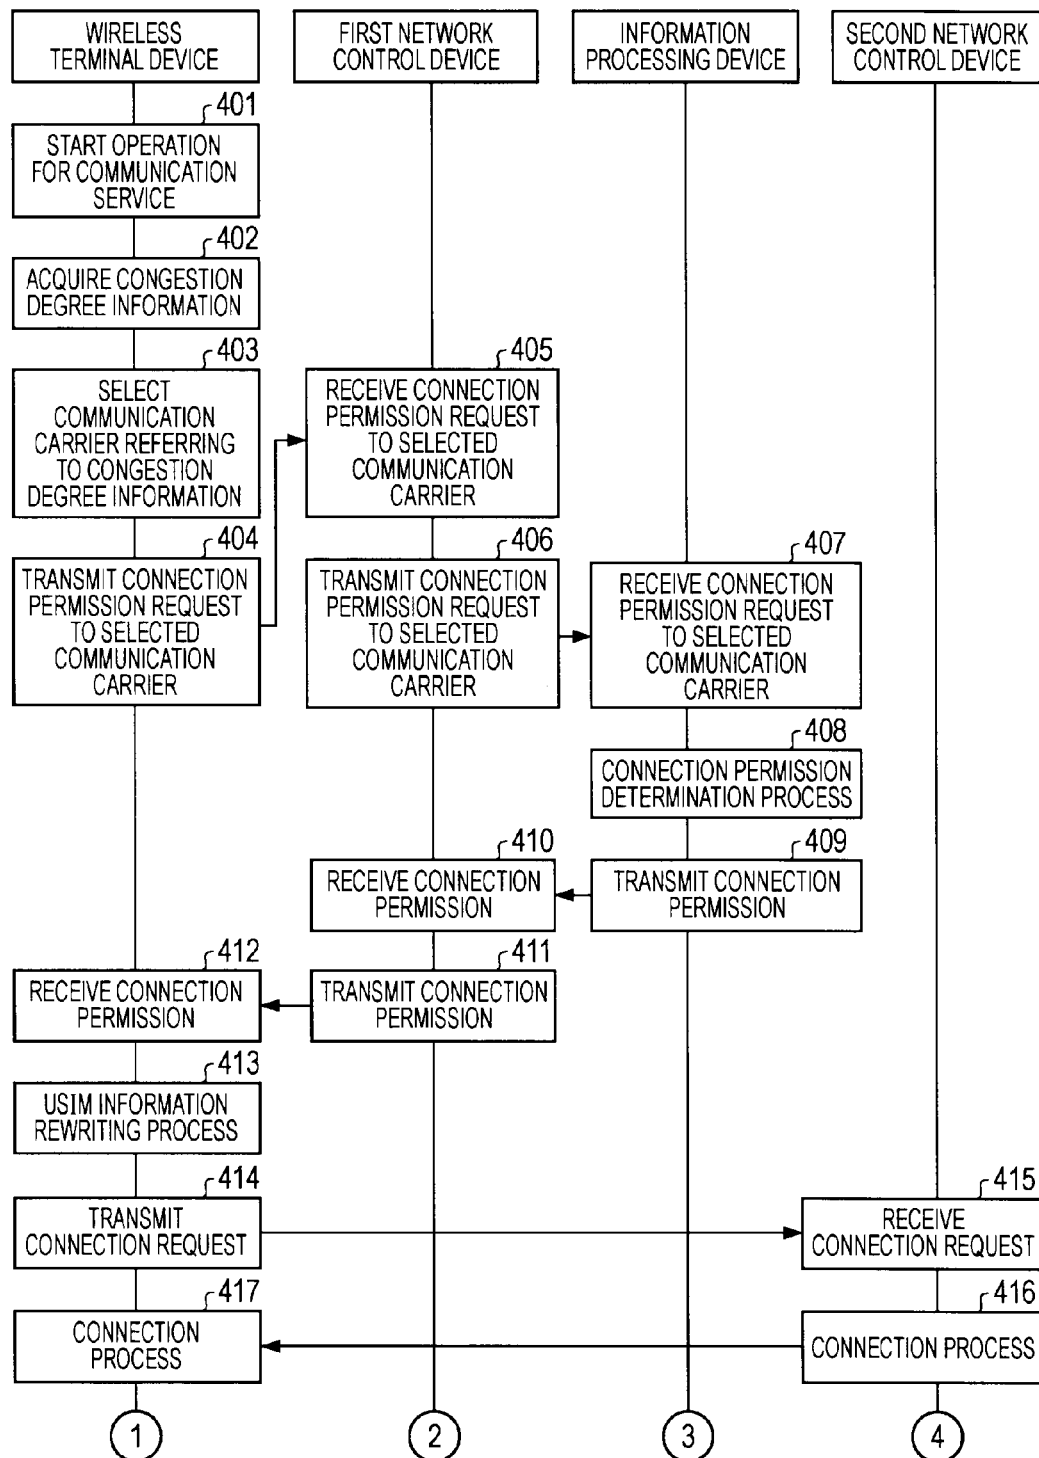 WIRELESS
TERMINAL DEVICE
FIRST NETWORK
CONTROL DEVICE
INFORMATION
PROCESSING DEVICE
SECOND NETWORK
CONTROL DEVICE
401
START OPERATION
FOR COMMUNICATION
SERVICE
402
ACQUIRE CONGESTION
DEGREE INFORMATION
403
SELECT
COMMUNICATION
CARRIER REFERRING
TO CONGESTION
DEGREE INFORMATION
404
TRANSMIT CONNECTION
PERMISSION REQUEST
TO SELECTED
COMMUNICATION
CARRIER
405
RECEIVE CONNECTION
PERMISSION REQUEST
TO SELECTED
COMMUNICATION
CARRIER
406
TRANSMIT CONNECTION
PERMISSION REQUEST
TO SELECTED
COMMUNICATION
CARRIER
407
RECEIVE CONNECTION
PERMISSION REQUEST
TO SELECTED
COMMUNICATION
CARRIER
408
CONNECTION PERMISSION
DETERMINATION PROCESS
409
TRANSMIT CONNECTION
PERMISSION
410
RECEIVE CONNECTION
PERMISSION
411
TRANSMIT CONNECTION
PERMISSION
412
RECEIVE CONNECTION
PERMISSION
413
USIM INFORMATION
REWRITING PROCESS
414
TRANSMIT
CONNECTION REQUEST
415
RECEIVE
CONNECTION REQUEST
416
CONNECTION PROCESS
417
CONNECTION
PROCESS
1
2
3
4